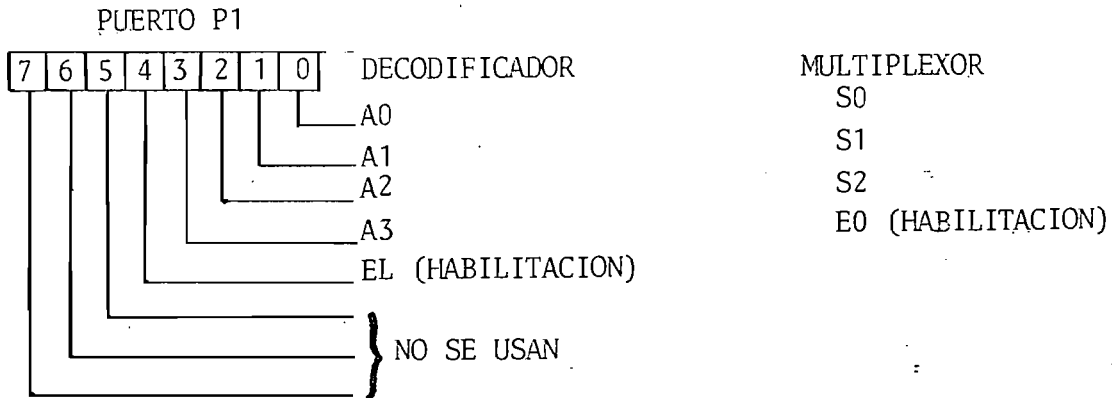 PUERTO P1
7 6 5 4 3 2 1 0 DECODIFICADOR MULTIPLEXOR
A0 S0
A1 S1
A2 S2
A3 E0 (HABILITACION)
EL (HABILITACION)
NO SE USAN